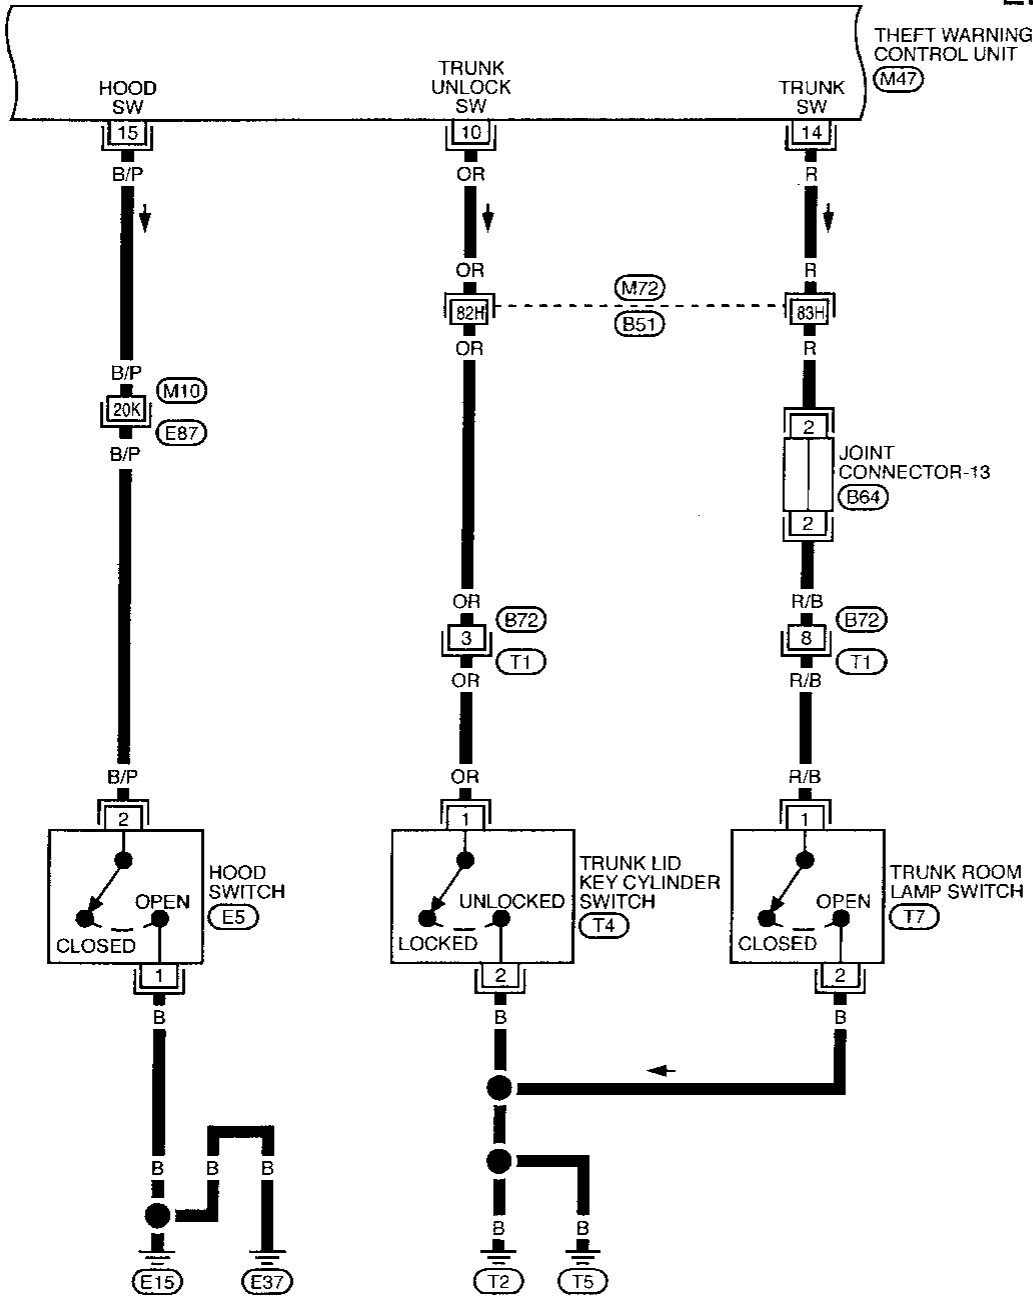 THEFT WARNING
CONTROL UNIT
M47
HOOD
SW
TRUNK
UNLOCK
SW
TRUNK
SW
15
10
14
B/P
OR
R
OR
R
82H
M72
B51
83H
OR
R
B/P
M10
20K
E87
B/P
2
JOINT
CONNECTOR-13
B64
2
OR
R/B
3
B72
T1
8
B72
T1
OR
R/B
B/P
OR
R/B
2
1
1
HOOD
SWITCH
E5
OPEN
CLOSED
TRUNK LID
KEY CYLINDER
SWITCH
T4
UNLOCKED
LOCKED
TRUNK ROOM
LAMP SWITCH
T7
OPEN
CLOSED
1
2
2
B
B
B
B
B
B
B
B
E15
E37
T2
T5